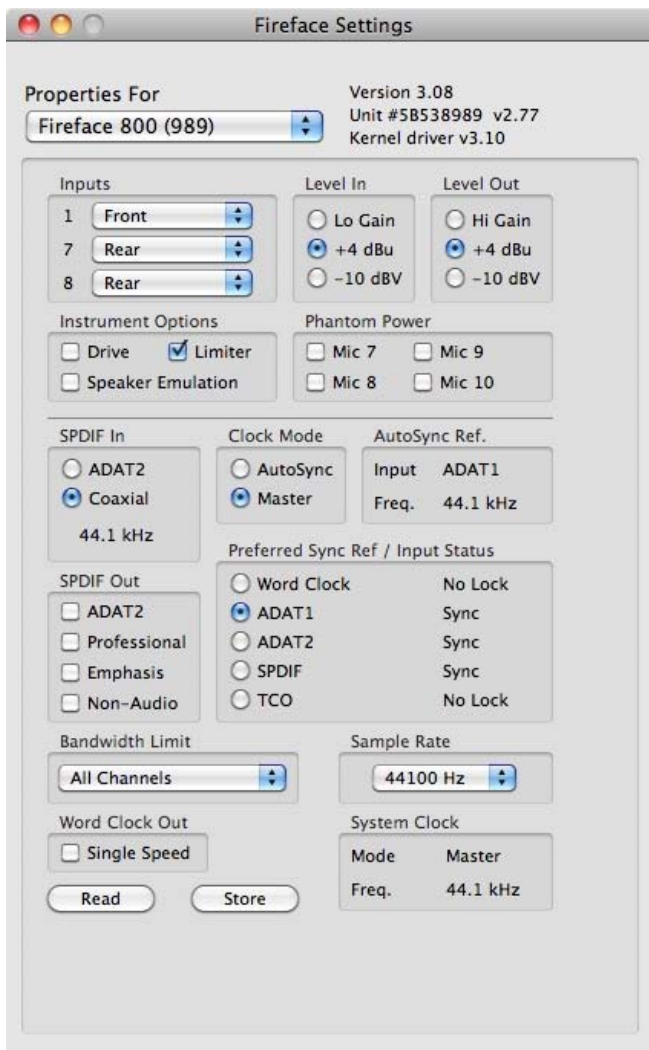 Fireface Settings
Properties For
Fireface 800 (989)
Version 3.08
Unit #5B538989 v2.77
Kernel driver v3.10
Inputs
1 Front
7 Rear
8 Rear
Level In
Lo Gain
+4 dBu
-10 dBV
Level Out
Hi Gain
+4 dBu
-10 dBV
Instrument Options
Drive Limiter
Speaker Emulation
Phantom Power
Mic 7 Mic 9
Mic 8 Mic 10
SPDIF In
ADAT2
Coaxial
44.1 kHz
Clock Mode
AutoSync
Master
AutoSync Ref.
Input ADAT1
Freq. 44.1 kHz
SPDIF Out
ADAT2
Professional
Emphasis
Non-Audio
Preferred Sync Ref / Input Status
Word Clock No Lock
ADAT1 Sync
ADAT2 Sync
SPDIF Sync
TCO No Lock
Bandwidth Limit
All Channels
Sample Rate
44100 Hz
Word Clock Out
Single Speed
System Clock
Mode Master
Freq. 44.1 kHz
Read Store